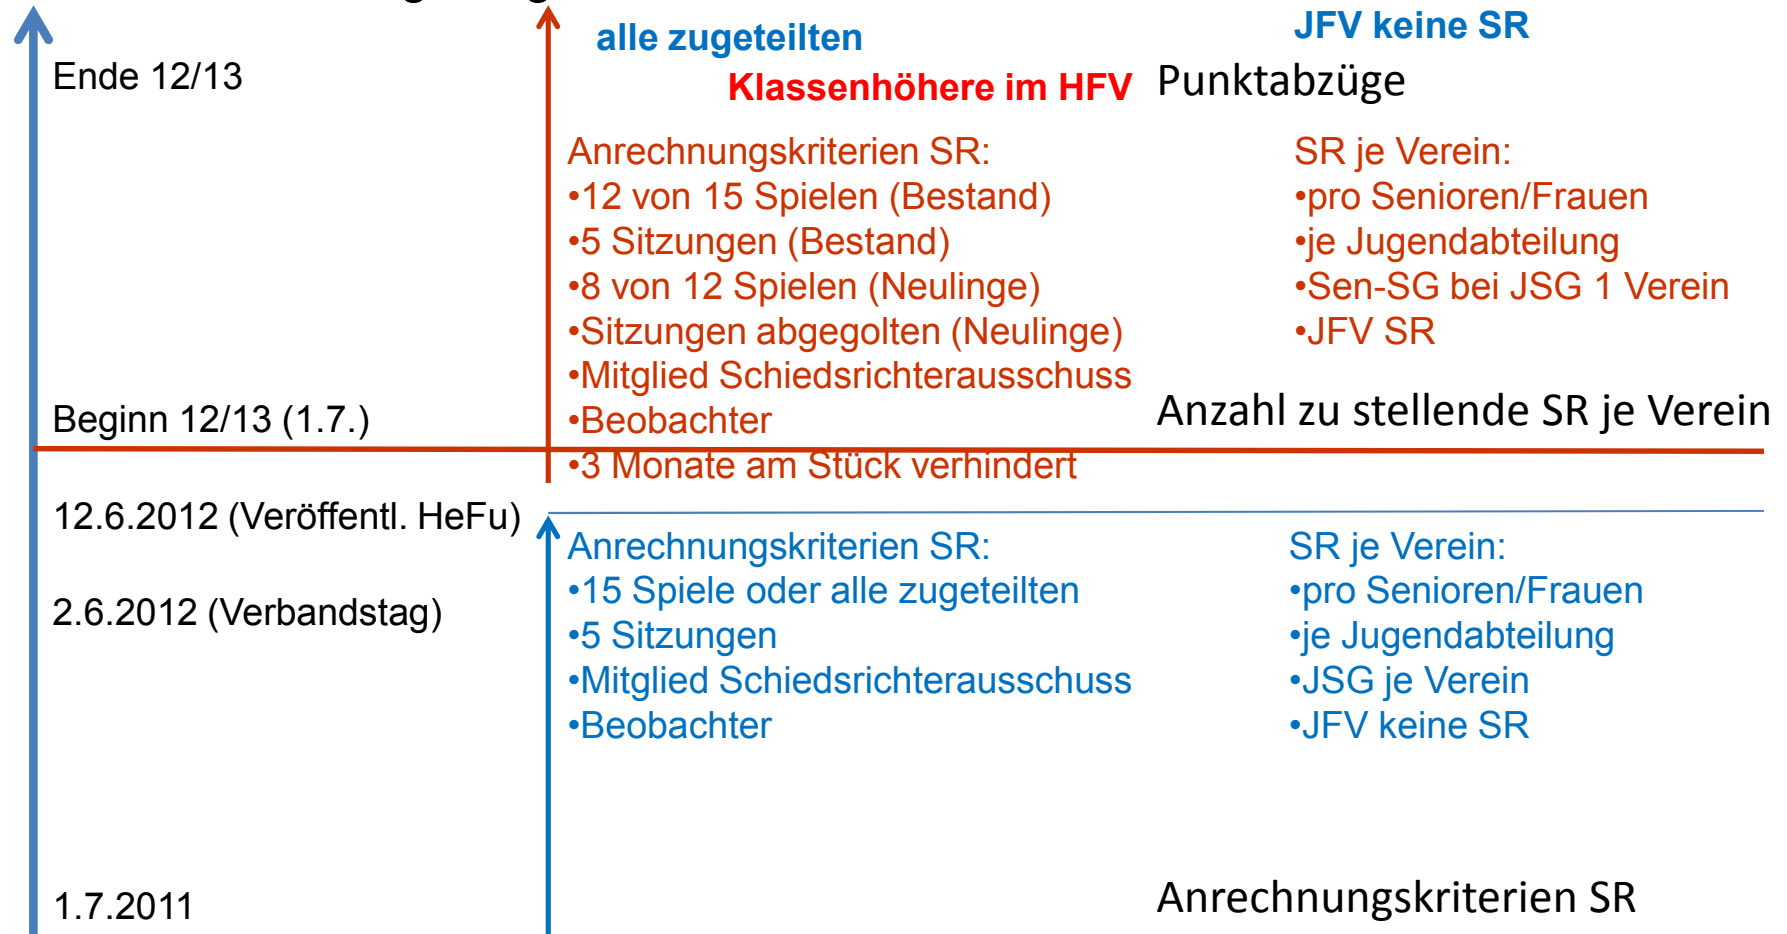 alle zugeteilten
JFV keine SR
Ende 12/13
Klassenhöhere im HFV
Punktabzüge
Anrechnungskriterien SR:
•12 von 15 Spielen (Bestand)
•5 Sitzungen (Bestand)
•8 von 12 Spielen (Neulinge)
•Sitzungen abgegolten (Neulinge)
•Mitglied Schiedsrichterausschuss
•Beobachter
•3 Monate am Stück verhindert
SR je Verein:
•pro Senioren/Frauen
•je Jugendabteilung
•Sen-SG bei JSG 1 Verein
•JFV SR
Beginn 12/13 (1.7.)
Anzahl zu stellende SR je Verein
12.6.2012 (Veröffentl. HeFu)
2.6.2012 (Verbandstag)
Anrechnungskriterien SR:
•15 Spiele oder alle zugeteilten
•5 Sitzungen
•Mitglied Schiedsrichterausschuss
•Beobachter
SR je Verein:
•pro Senioren/Frauen
•je Jugendabteilung
•JSG je Verein
•JFV keine SR
1.7.2011
Anrechnungskriterien SR